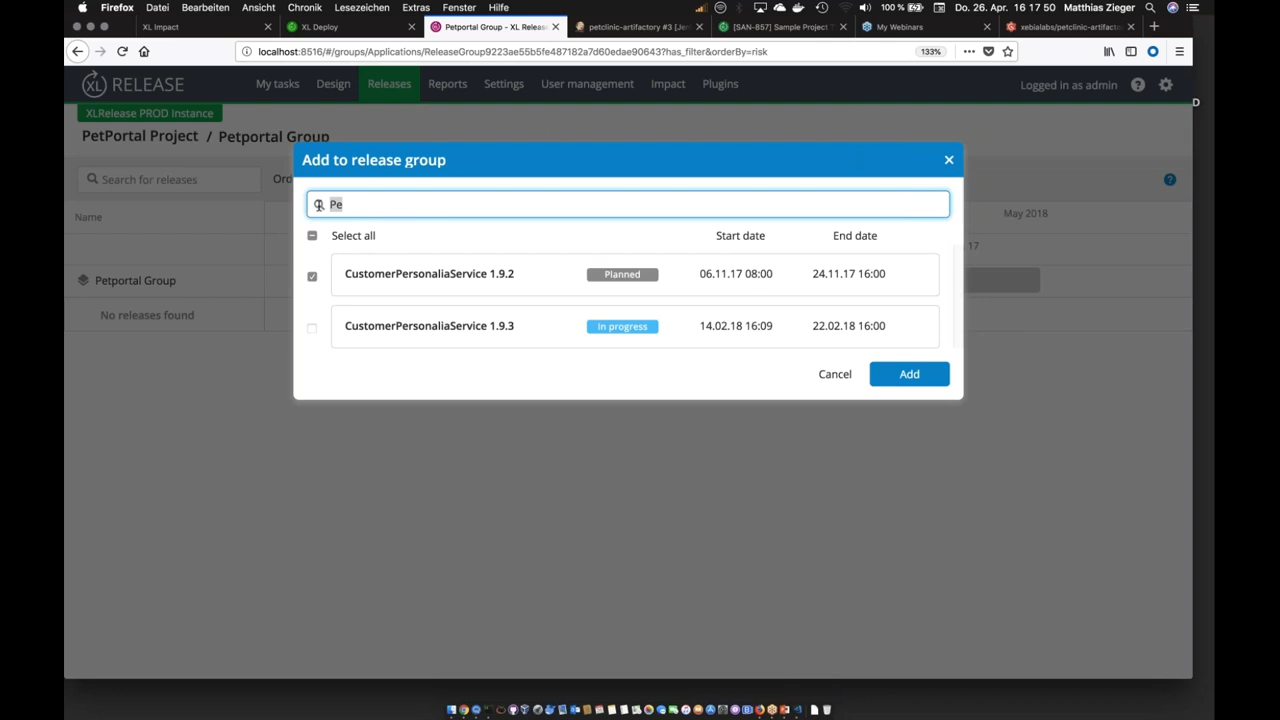 Firefox Datei Bearbeiten Ansicht Chronik Lesezeichen Extras Fenster Hilfe 100 % Do. 26. Apr. 16 17 50 Matthias Zieger
XL Impact XL Deploy Petportal Group - XL Releas petclinic-artifactory #3 [Jen [SAN-857] Sample Project T My Webinars xebialabs/petclinic-artifacto
localhost:8516/#/groups/Applications/ReleaseGroup9223ae55b5fe487182a7d60edae90643?has_filter&orderBy=risk 133%
XL RELEASE My tasks Design Releases Reports Settings User management Impact Plugins Logged in as admin
D
XLRelease PROD Instance
PetPortal Project / Petportal Group
Add to release group
Search for releases Ord
Pe
Name May 2018
Select all Start date End date
17
CustomerPersonaliaService 1.9.2 Planned 06.11.17 08:00 24.11.17 16:00
Petportal Group
No releases found
CustomerPersonaliaService 1.9.3 In progress 14.02.18 16:09 22.02.18 16:00
Cancel Add